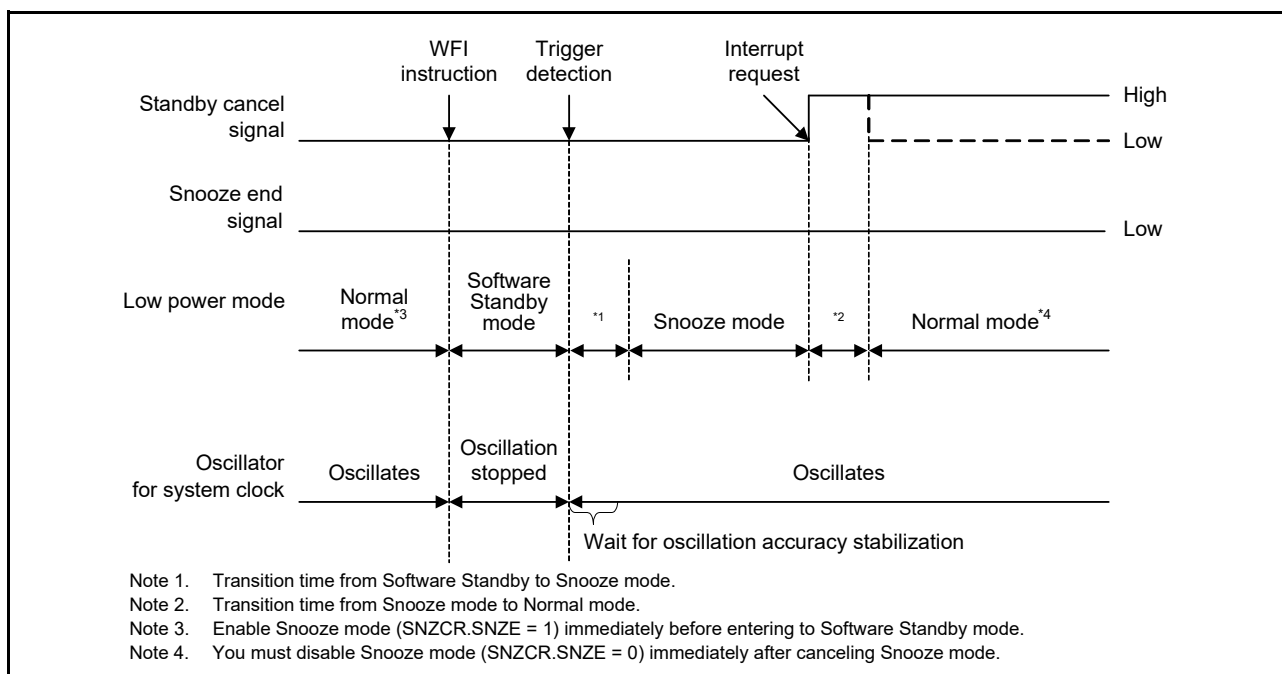 WFI
instruction
Trigger
detection
Interrupt
request
Standby cancel
signal
High
Low
Snooze end
signal
Low
Low power mode
Normal
mode*3
Software
Standby
mode
*1
Snooze mode
*2
Normal mode*4
Oscillator
for system clock
Oscillates
Oscillation
stopped
Oscillates
Wait for oscillation accuracy stabilization
Note 1. Transition time from Software Standby to Snooze mode.
Note 2. Transition time from Snooze mode to Normal mode.
Note 3. Enable Snooze mode (SNZCR.SNZE = 1) immediately before entering to Software Standby mode.
Note 4. You must disable Snooze mode (SNZCR.SNZE = 0) immediately after canceling Snooze mode.